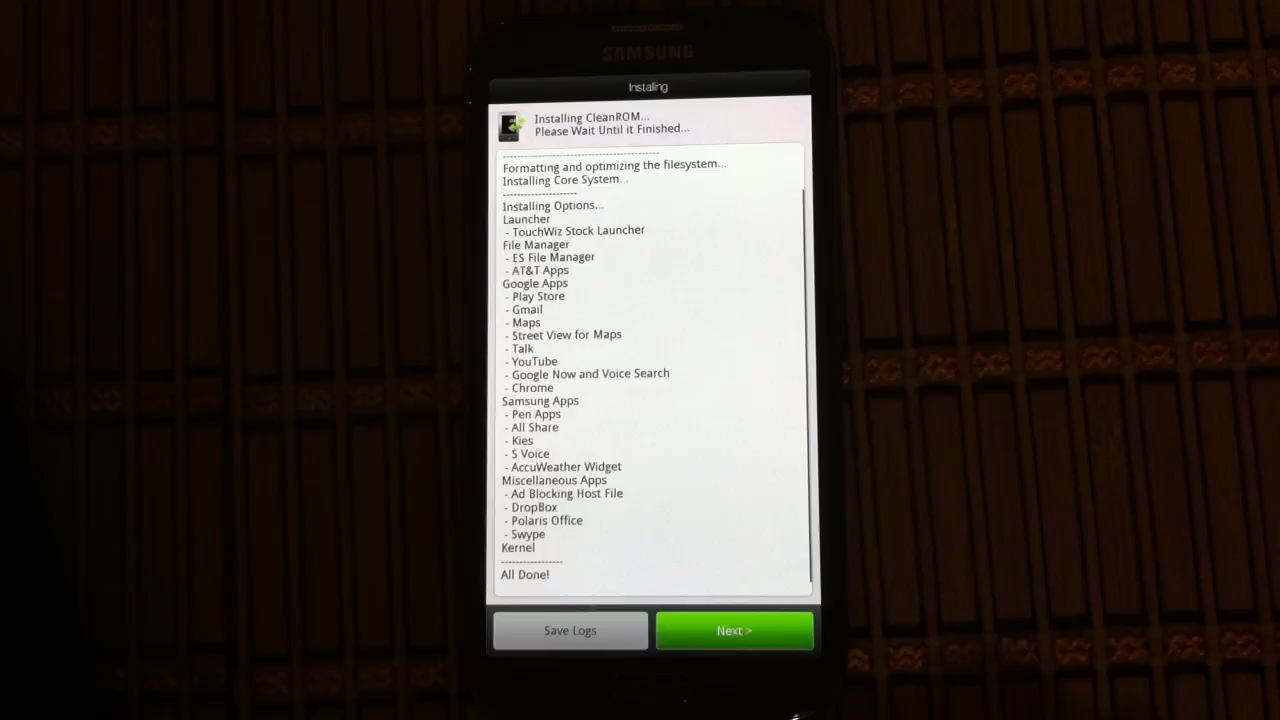 SAMSUNG
Installing
Installing CleanROM...
Please Wait Until it Finished...
--------------------------------------------
Formatting and optimizing the filesystem...
Installing Core System...
---------------------
Installing Options...
Launcher
- TouchWiz Stock Launcher
File Manager
- ES File Manager
- AT&T Apps
Google Apps
- Play Store
- Gmail
- Maps
- Street View for Maps
- Talk
- YouTube
- Google Now and Voice Search
- Chrome
Samsung Apps
- Pen Apps
- All Share
- Kies
- S Voice
- AccuWeather Widget
Miscellaneous Apps
- Ad Blocking Host File
- DropBox
- Polaris Office
- Swype
Kernel
-----------------
All Done!
Save Logs
Next >